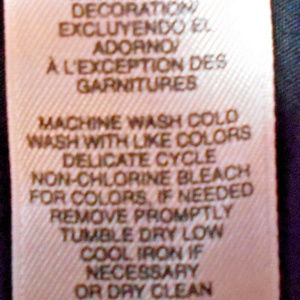 DECORATION/
EXCLUYENDO EL
ADORNO/
À L'EXCEPTION DES
GARNITURES
MACHINE WASH COLD
WASH WITH LIKE COLORS
DELICATE CYCLE
NON-CHLORINE BLEACH
FOR COLORS, IF NEEDED
REMOVE PROMPTLY
TUMBLE DRY LOW
COOL IRON IF
NECESSARY
OR DRY CLEAN